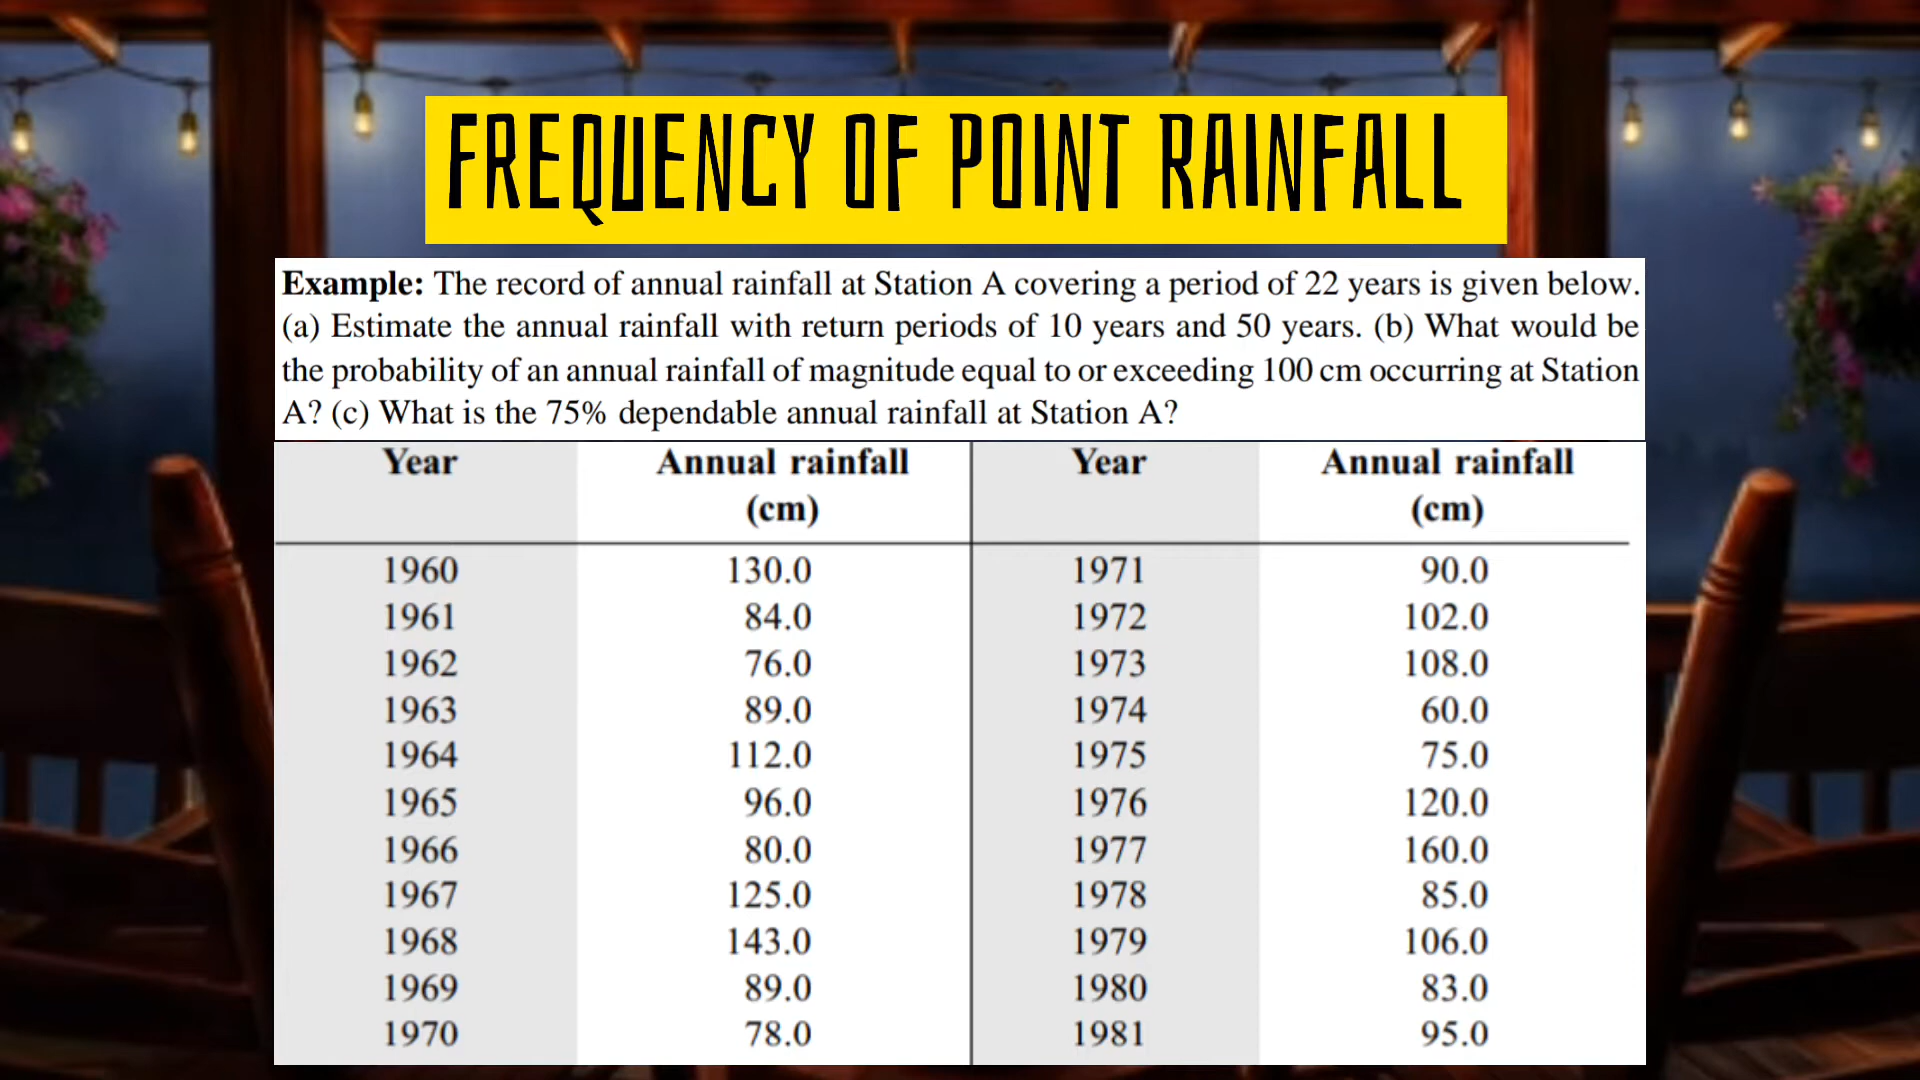 FREQUENCY OF POINT RAINFALL
Example: The record of annual rainfall at Station A covering a period of 22 years is given below.
(a) Estimate the annual rainfall with return periods of 10 years and 50 years. (b) What would be
the probability of an annual rainfall of magnitude equal to or exceeding 100 cm occurring at Station
A? (c) What is the 75% dependable annual rainfall at Station A?
Year Annual rainfall Year Annual rainfall
(cm) (cm)
1960 130.0 1971 90.0
1961 84.0 1972 102.0
1962 76.0 1973 108.0
1963 89.0 1974 60.0
1964 112.0 1975 75.0
1965 96.0 1976 120.0
1966 80.0 1977 160.0
1967 125.0 1978 85.0
1968 143.0 1979 106.0
1969 89.0 1980 83.0
1970 78.0 1981 95.0